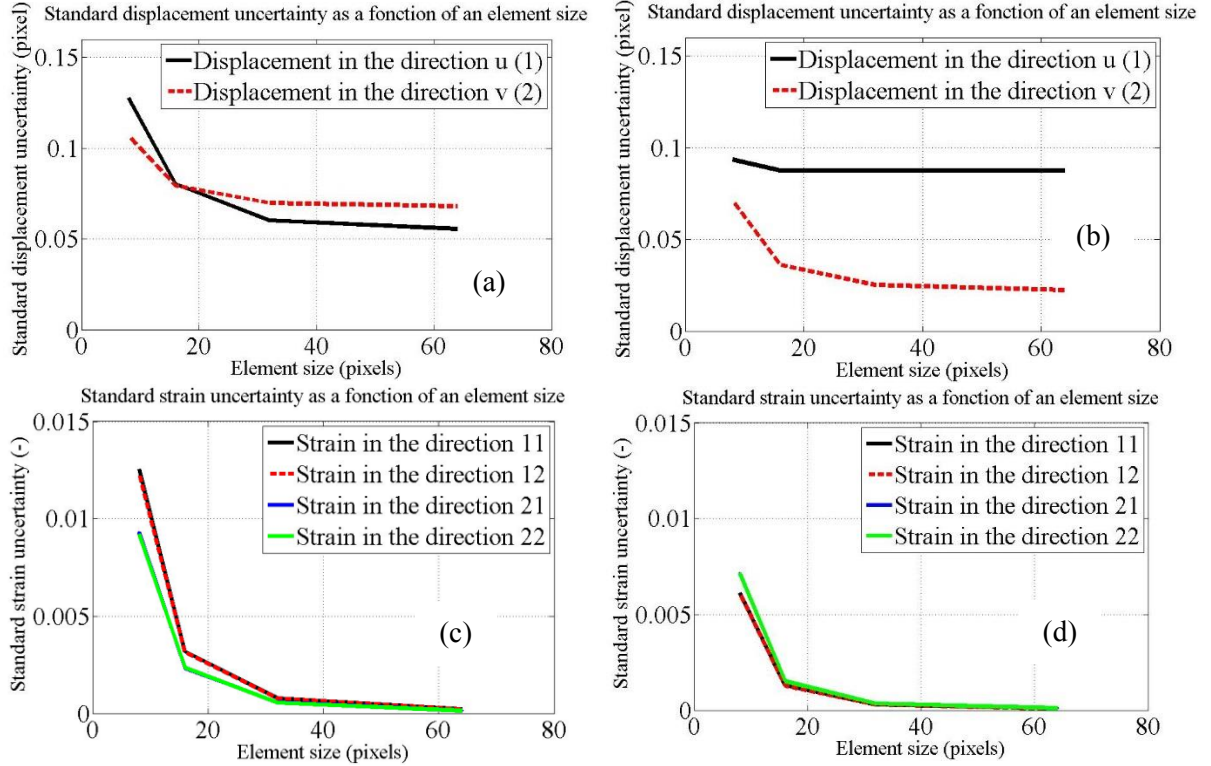 Standard displacement uncertainty as a fonction of an element size
Standard displacement uncertainty (pixel)
0.15
0.1
0.05
0
0
20
40
60
80
Element size (pixels)
Displacement in the direction u (1)
Displacement in the direction v (2)
(a)
Standard displacement uncertainty as a fonction of an element size
Standard displacement uncertainty (pixel)
0.15
0.1
0.05
0
0
20
40
60
80
Element size (pixels)
Displacement in the direction u (1)
Displacement in the direction v (2)
(b)
Standard strain uncertainty as a fonction of an element size
Standard strain uncertainty (-)
0.015
0.01
0.005
0
0
20
40
60
80
Element size (pixels)
Strain in the direction 11
Strain in the direction 12
Strain in the direction 21
Strain in the direction 22
(c)
Standard strain uncertainty as a fonction of an element size
Standard strain uncertainty (-)
0.015
0.01
0.005
0
0
20
40
60
80
Element size (pixels)
Strain in the direction 11
Strain in the direction 12
Strain in the direction 21
Strain in the direction 22
(d)